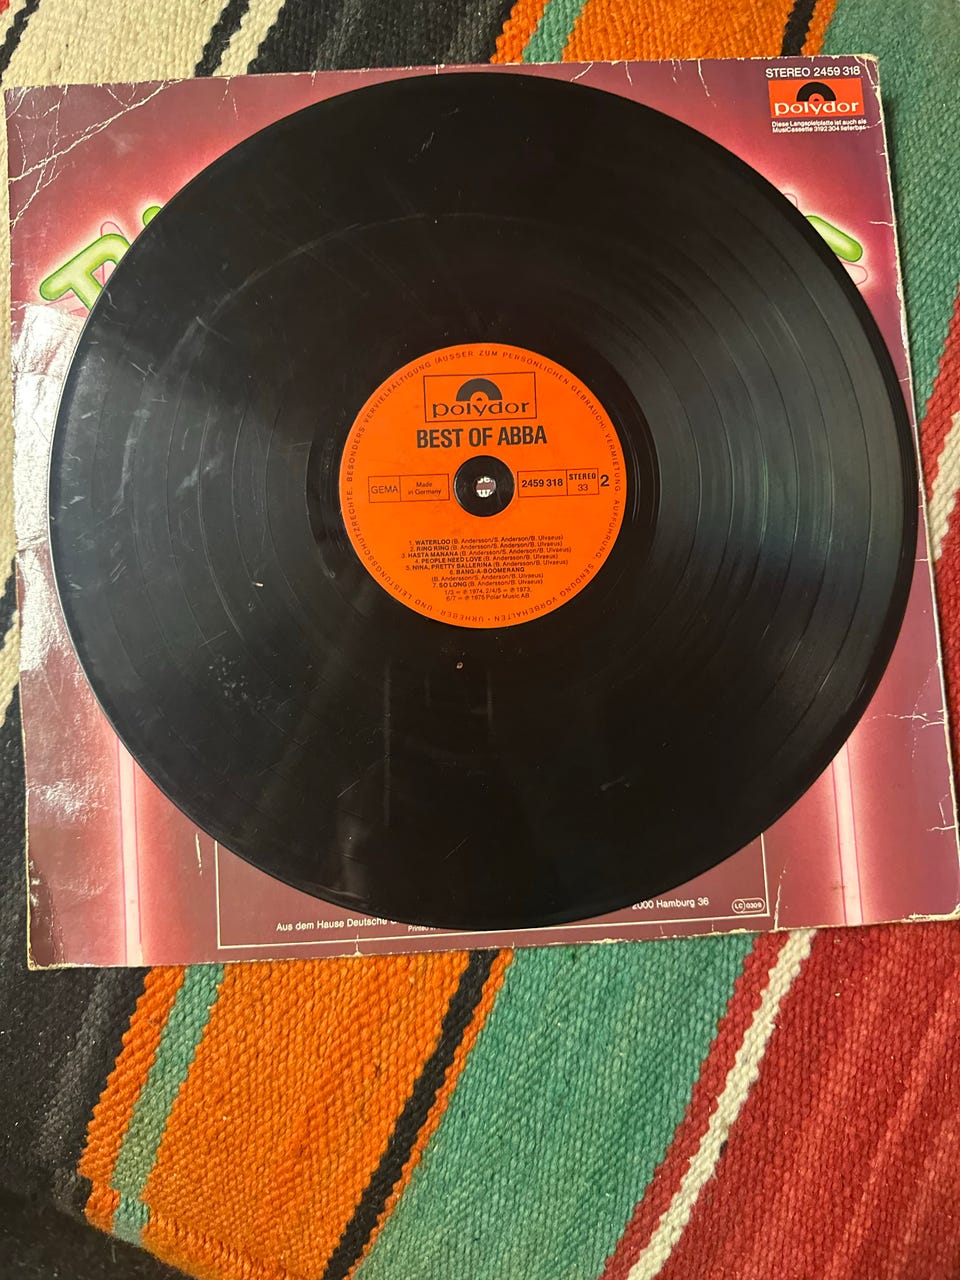 STEREO 2459 318
polydor
Diese Langspielplatte ist auch als
MusiCassette 3192 304 lieferbar
URHEBER- UND LEISTUNGSSCHUTZRECHTE, BESONDERS VERVIELFÄLTIGUNG (AUSSER ZUM PERSÖNLICHEN GEBRAUCH), VERMIETUNG, AUFFÜHRUNG, SENDUNG VORBEHALTEN •
polydor
BEST OF ABBA
GEMA
Made
in Germany
2459 318
STEREO
33
2
1. WATERLOO (B. Andersson/S. Anderson/B. Ulvaeus)
2. RING RING (B. Andersson/S. Anderson/B. Ulvaeus)
3. HASTA MANANA (B. Andersson/S. Anderson/B. Ulvaeus)
4. PEOPLE NEED LOVE (B. Andersson/B. Ulvaeus)
5. NINA, PRETTY BALLERINA (B. Andersson/B. Ulvaeus)
6. BANG-A-BOOMERANG
(B. Andersson/S. Anderson/B. Ulvaeus)
7. SO LONG (B. Andersson/B. Ulvaeus)
1/3 = ℗ 1974, 2/4/5 = ℗ 1973,
6/7 = ℗ 1975 Polar Music AB
2000 Hamburg 36
LC 0309
Aus dem Hause Deutsche
Printed